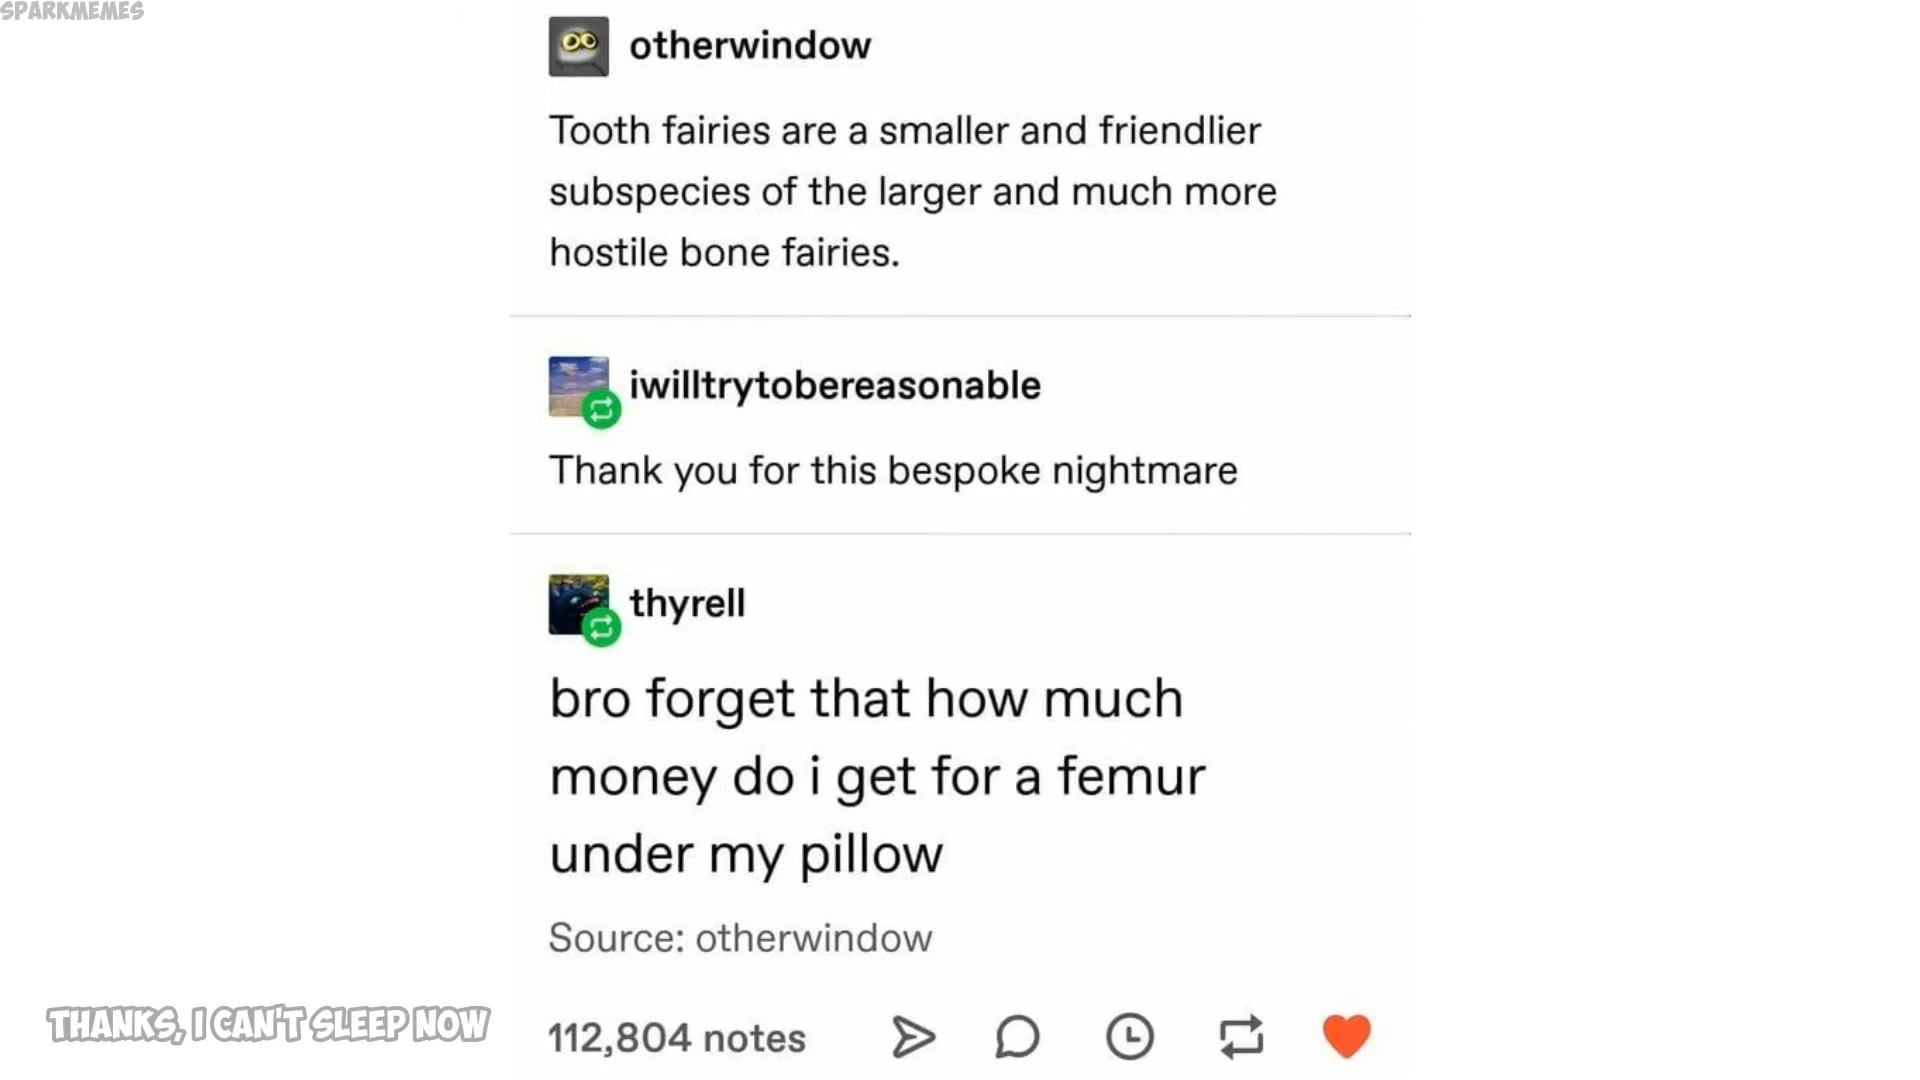 SPARKMEMES
otherwindow
Tooth fairies are a smaller and friendlier
subspecies of the larger and much more
hostile bone fairies.
iwilltrytobereasonable
Thank you for this bespoke nightmare
thyrell
bro forget that how much
money do i get for a femur
under my pillow
Source: otherwindow
THANKS, I CAN'T SLEEP NOW
112,804 notes